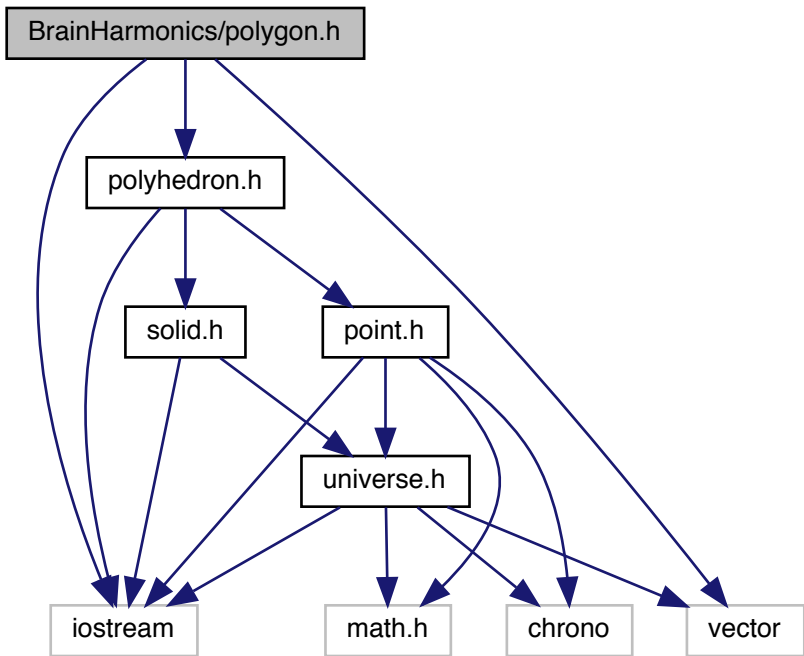 BrainHarmonics/polygon.h
polyhedron.h
solid.h
point.h
universe.h
iostream
math.h
chrono
vector